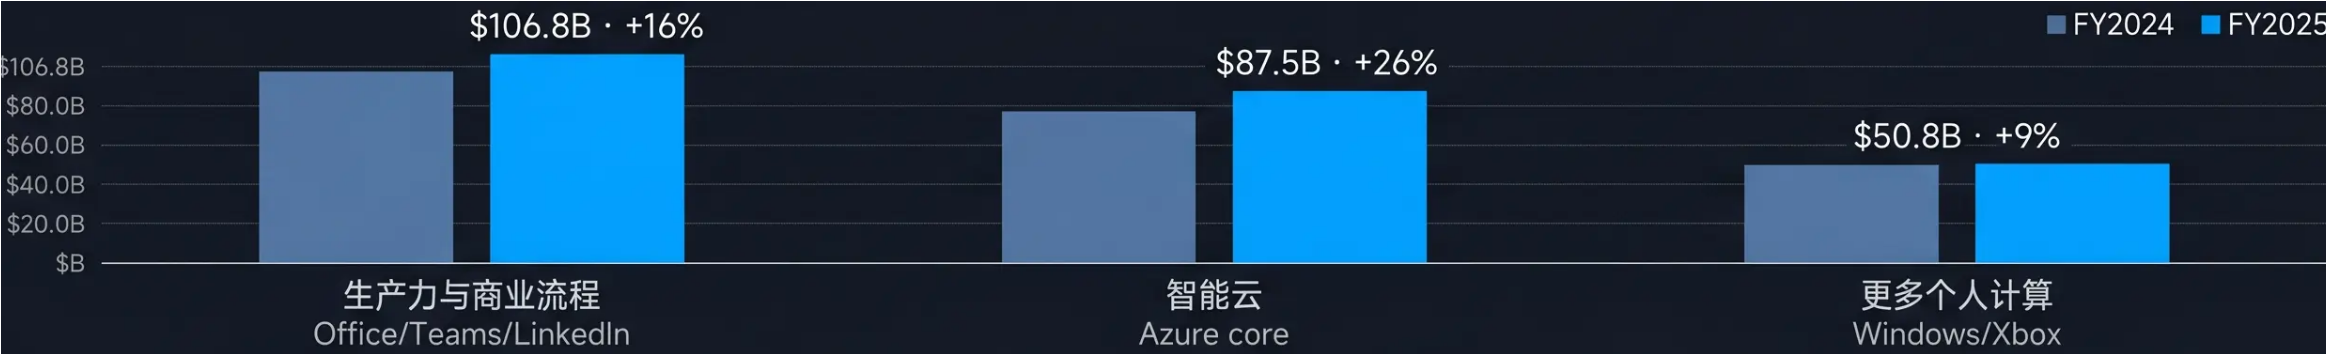 $106.8B · +16%
FY2024 FY2025
$87.5B · +26%
$50.8B · +9%
$106.8B
$80.0B
$60.0B
$40.0B
$20.0B
$B
生产力与商业流程
Office/Teams/LinkedIn
智能云
Azure core
更多个人计算
Windows/Xbox